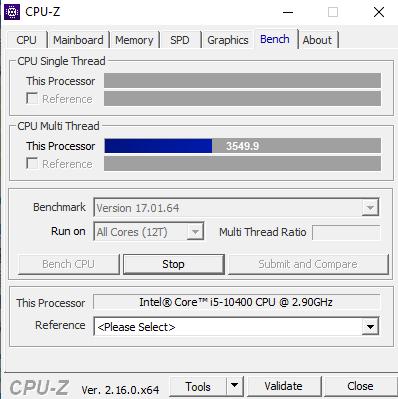 CPU-Z
CPU Mainboard Memory SPD Graphics Bench About
CPU Single Thread
This Processor
Reference
CPU Multi Thread
This Processor 3549.9
Reference
Benchmark Version 17.01.64
Run on All Cores (12T) Multi Thread Ratio
Bench CPU Stop Submit and Compare
This Processor Intel® Core™ i5-10400 CPU @ 2.90GHz
Reference <Please Select>
CPU-Z Ver. 2.16.0.x64 Tools Validate Close